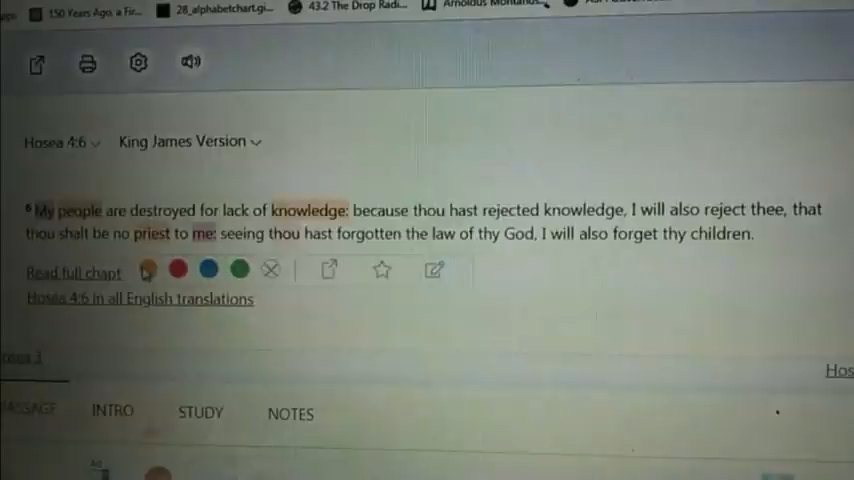 150 Years Ago, a Fir... 28_alphabetchart.gi... 43.2 The Drop Radi... Arnoldus Montanus...
Hosea 4:6 King James Version
6 My people are destroyed for lack of knowledge: because thou hast rejected knowledge, I will also reject thee, that
thou shalt be no priest to me: seeing thou hast forgotten the law of thy God, I will also forget thy children.
Read full chapt
Hosea 4:6 in all English translations
Hos
PASSAGE INTRO STUDY NOTES
Ad